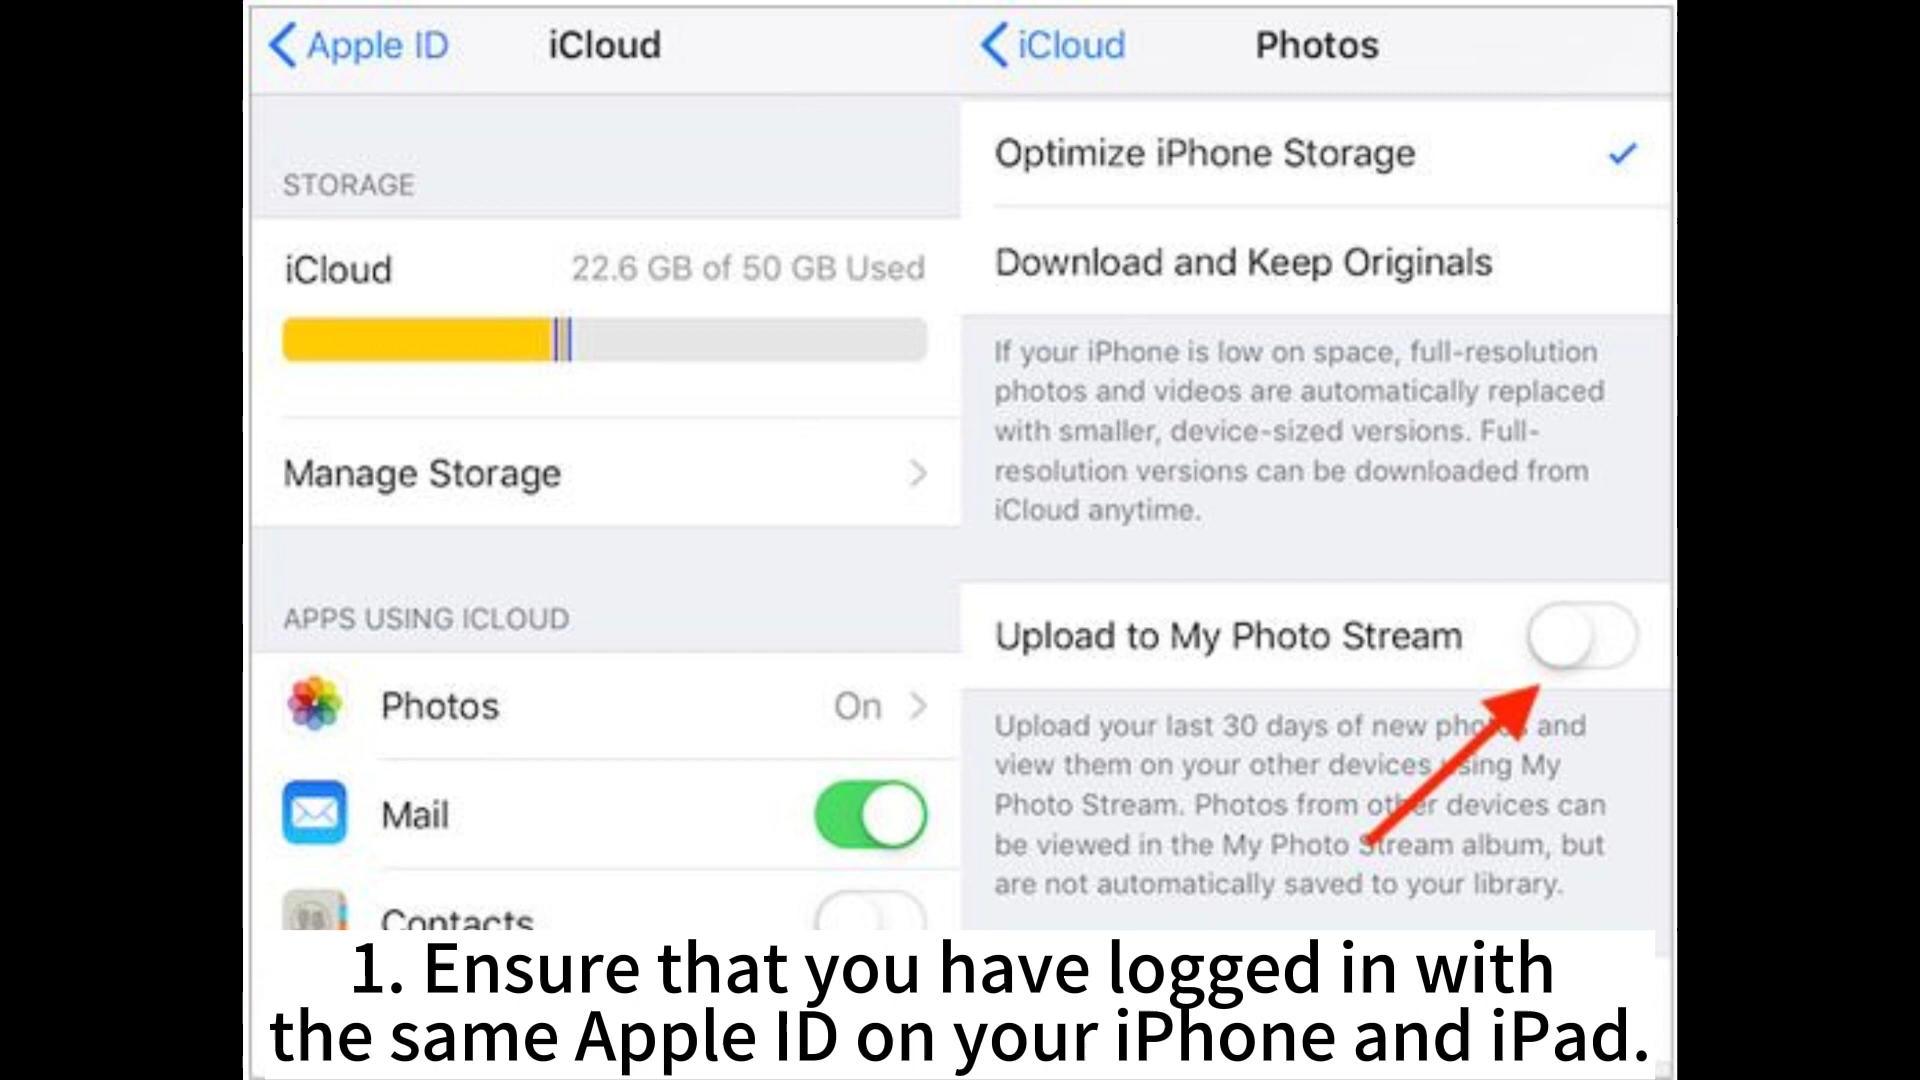 Apple ID
iCloud
STORAGE
iCloud
22.6 GB of 50 GB Used
Manage Storage
APPS USING ICLOUD
Photos
On
Mail
Contacts
iCloud
Photos
Optimize iPhone Storage
Download and Keep Originals
If your iPhone is low on space, full-resolution
photos and videos are automatically replaced
with smaller, device-sized versions. Full-
resolution versions can be downloaded from
iCloud anytime.
Upload to My Photo Stream
Upload your last 30 days of new photos and
view them on your other devices using My
Photo Stream. Photos from other devices can
be viewed in the My Photo Stream album, but
are not automatically saved to your library.
1. Ensure that you have logged in with
the same Apple ID on your iPhone and iPad.